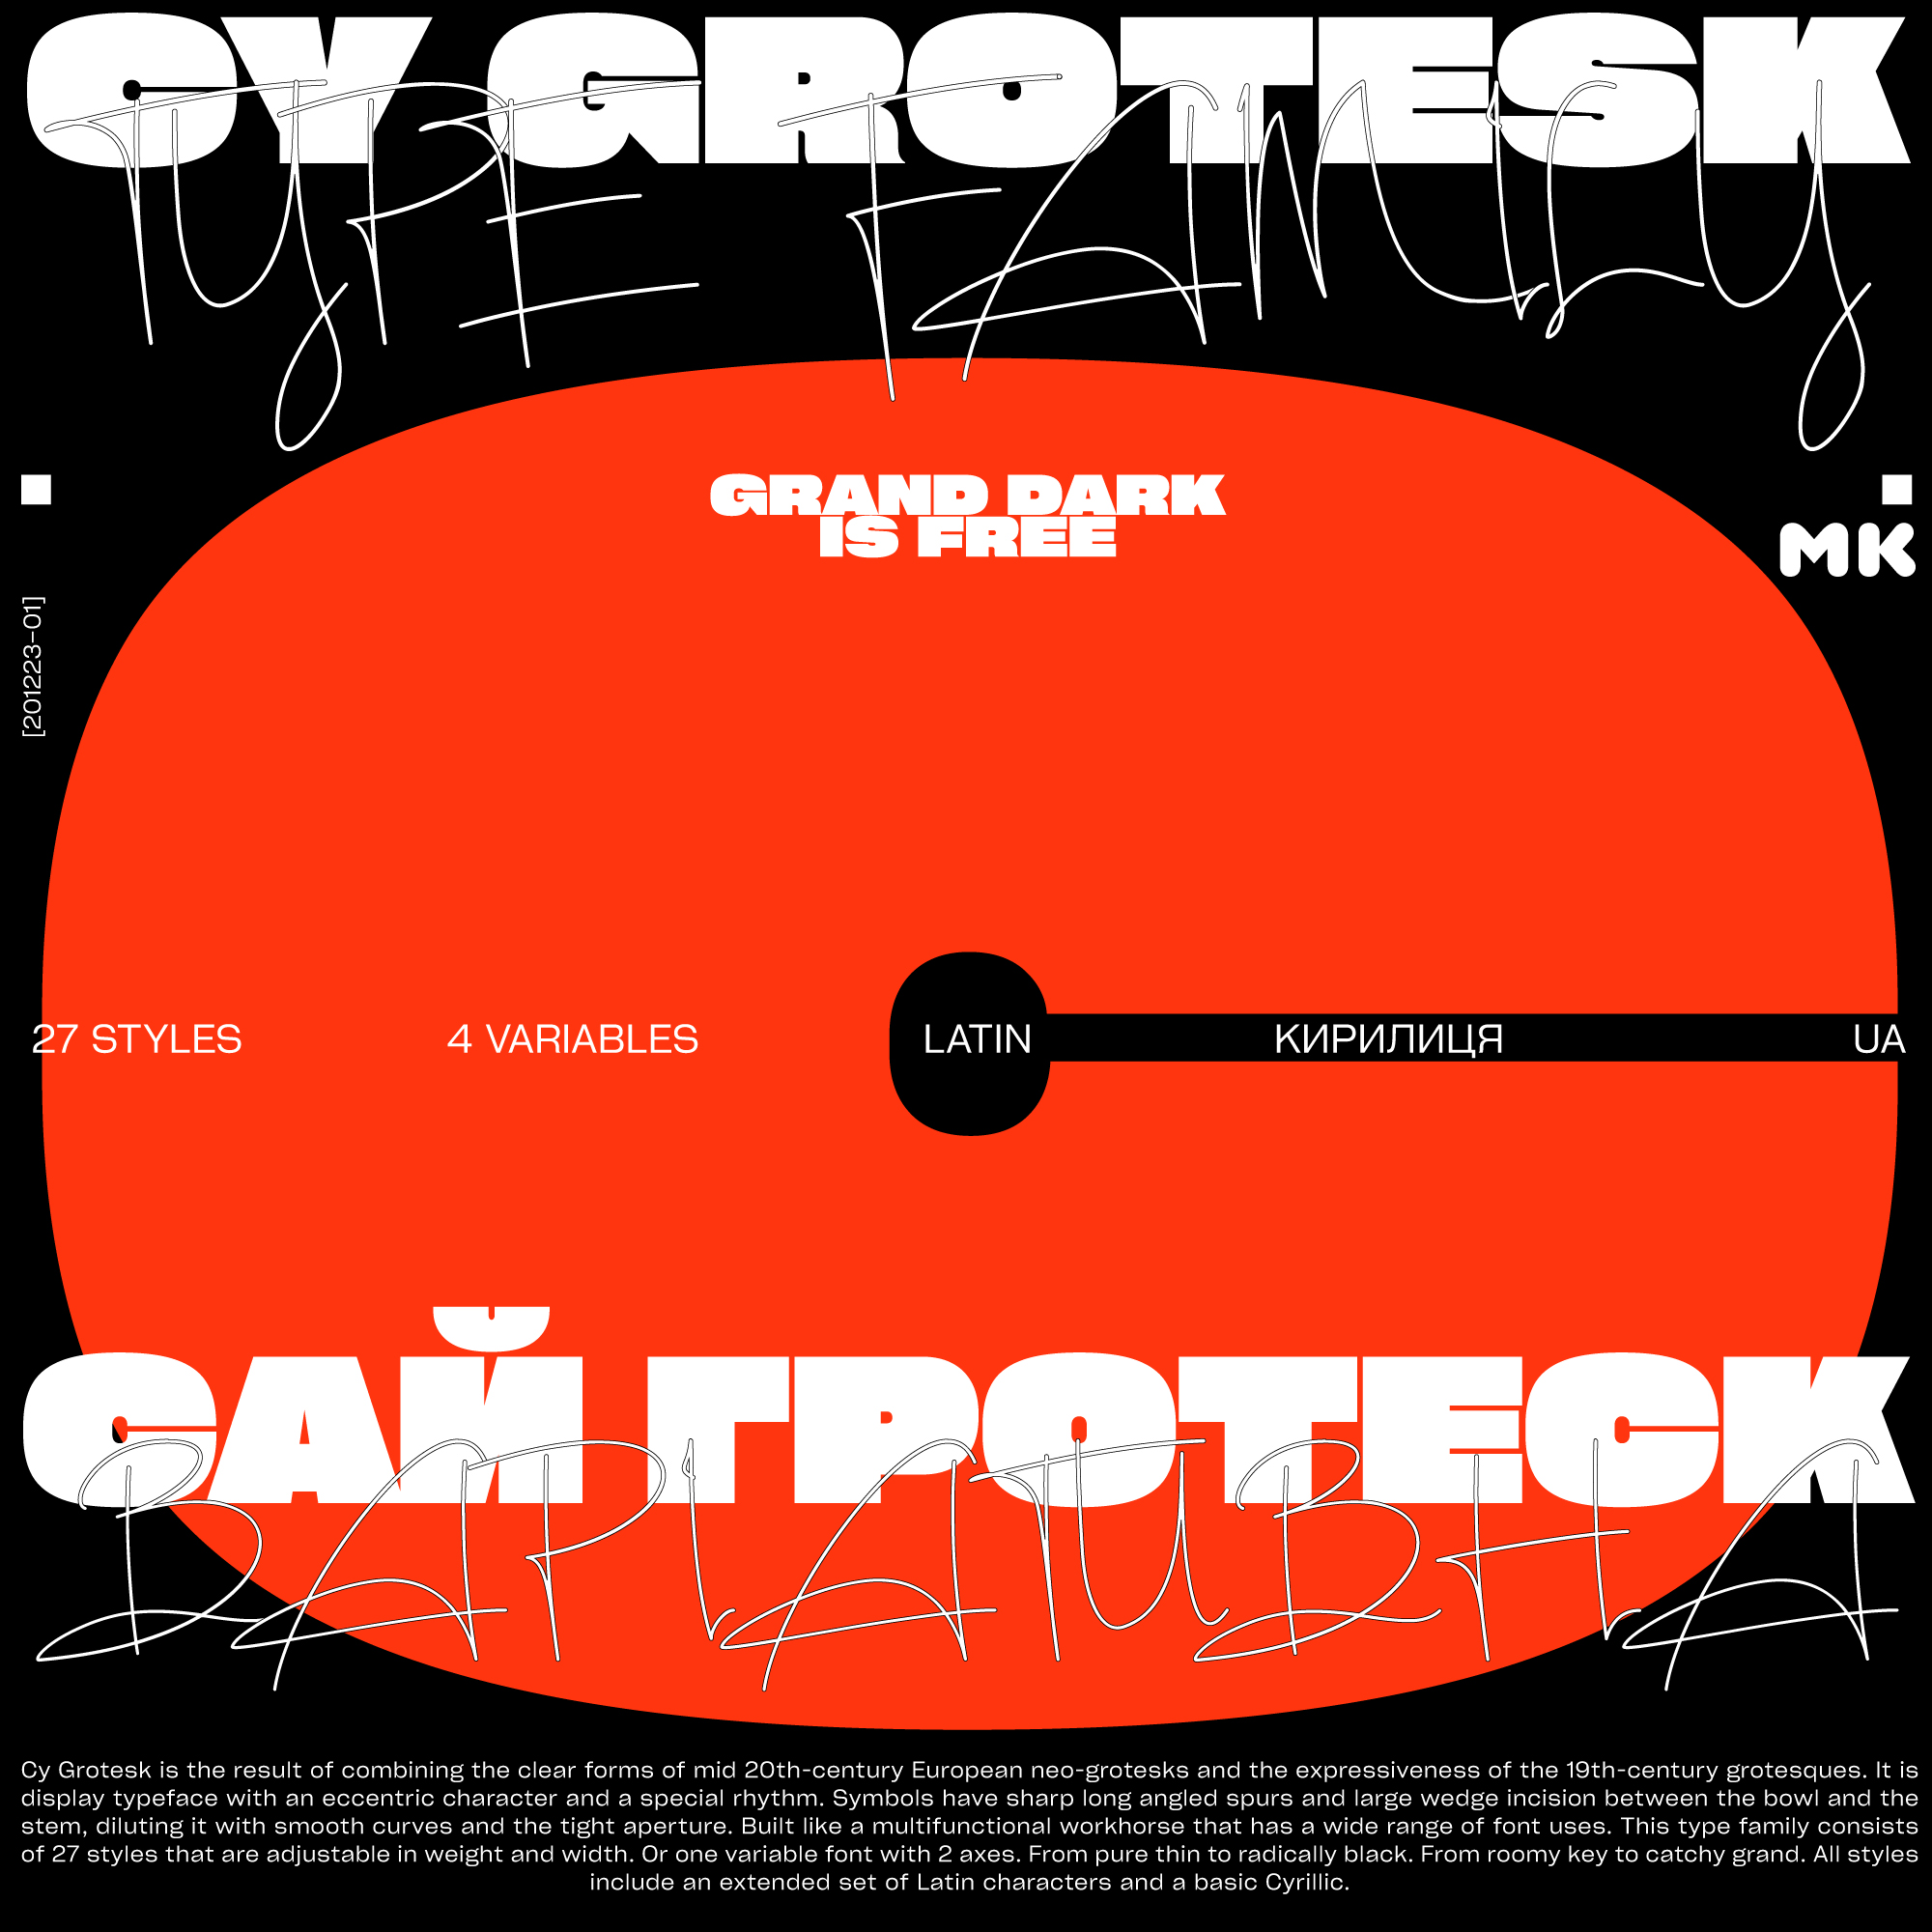 CY GROTESK
TYPE FAMILY
GRAND DARK
IS FREE
MK
[201223–01]
27 STYLES 4 VARIABLES LATIN КИРИЛИЦЯ UA
САЙ ГРОТЕСК
ВАРІАТИВНА
Cy Grotesk is the result of combining the clear forms of mid 20th-century European neo-grotesks and the expressiveness of the 19th-century grotesques. It is
display typeface with an eccentric character and a special rhythm. Symbols have sharp long angled spurs and large wedge incision between the bowl and the
stem, diluting it with smooth curves and the tight aperture. Built like a multifunctional workhorse that has a wide range of font uses. This type family consists
of 27 styles that are adjustable in weight and width. Or one variable font with 2 axes. From pure thin to radically black. From roomy key to catchy grand. All styles
include an extended set of Latin characters and a basic Cyrillic.